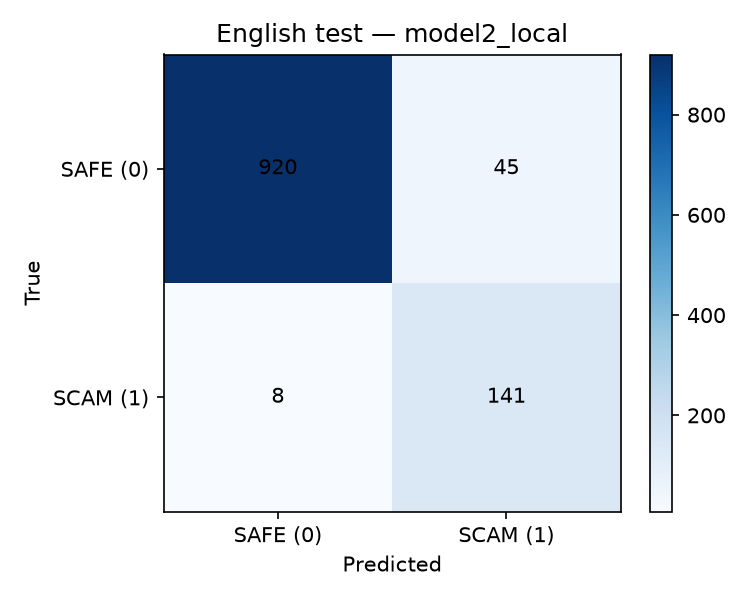 English test — model2_local
SAFE (0)
920
45
800
600
True
400
SCAM (1)
8
141
200
SAFE (0)
SCAM (1)
Predicted